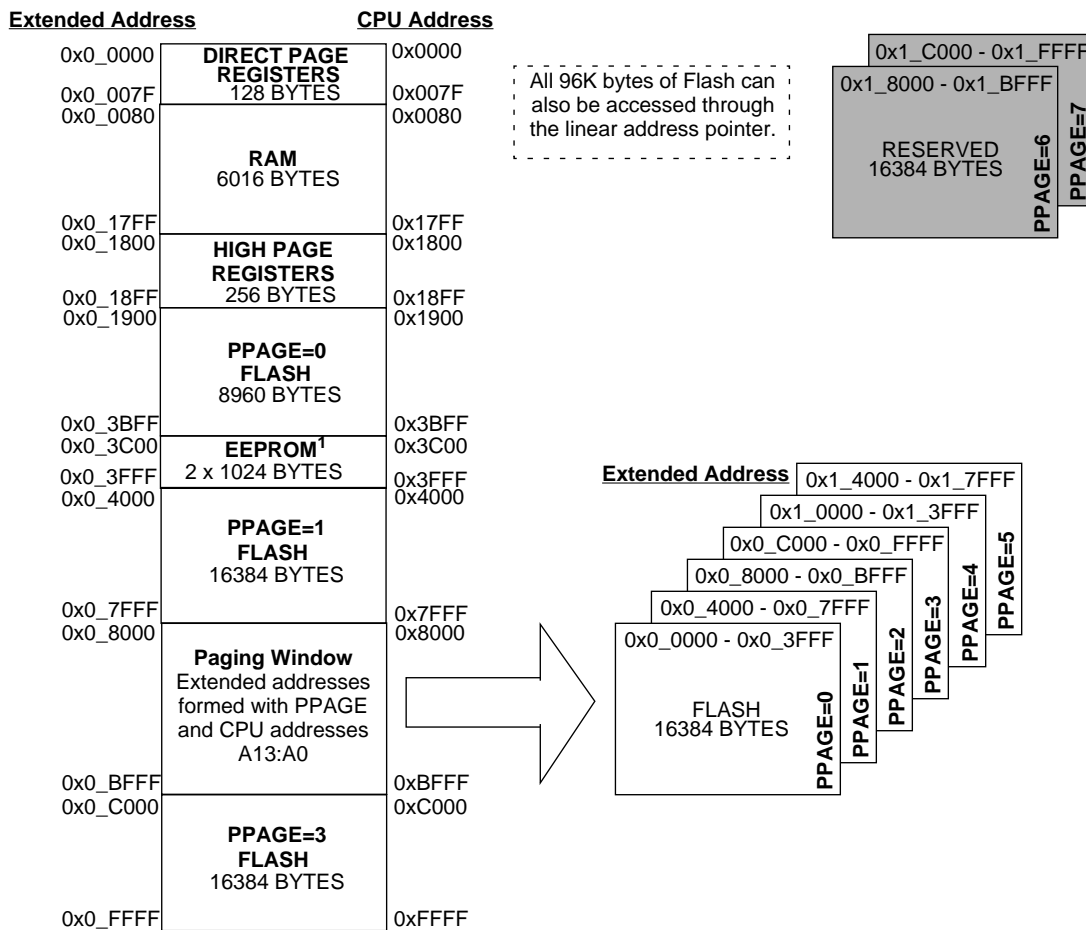 Extended Address
CPU Address
0x0_0000
DIRECT PAGE
REGISTERS
128 BYTES
0x0000
0x0_007F
0x007F
0x0_0080
0x0080
RAM
6016 BYTES
0x0_17FF
0x17FF
0x0_1800
0x1800
HIGH PAGE
REGISTERS
256 BYTES
0x0_18FF
0x18FF
0x0_1900
0x1900
PPAGE=0
FLASH
8960 BYTES
0x0_3BFF
0x3BFF
0x0_3C00
0x3C00
EEPROM1
2 x 1024 BYTES
0x0_3FFF
0x3FFF
0x0_4000
0x4000
PPAGE=1
FLASH
16384 BYTES
0x0_7FFF
0x7FFF
0x0_8000
0x8000
Paging Window
Extended addresses
formed with PPAGE
and CPU addresses
A13:A0
0x0_BFFF
0xBFFF
0x0_C000
0xC000
PPAGE=3
FLASH
16384 BYTES
0x0_FFFF
0xFFFF
All 96K bytes of Flash can
also be accessed through
the linear address pointer.
0x1_C000 - 0x1_FFFF
PPAGE=7
0x1_8000 - 0x1_BFFF
RESERVED
16384 BYTES
PPAGE=6
Extended Address
0x1_4000 - 0x1_7FFF
PPAGE=5
0x1_0000 - 0x1_3FFF
PPAGE=4
0x0_C000 - 0x0_FFFF
PPAGE=3
0x0_8000 - 0x0_BFFF
PPAGE=2
0x0_4000 - 0x0_7FFF
PPAGE=1
0x0_0000 - 0x0_3FFF
FLASH
16384 BYTES
PPAGE=0